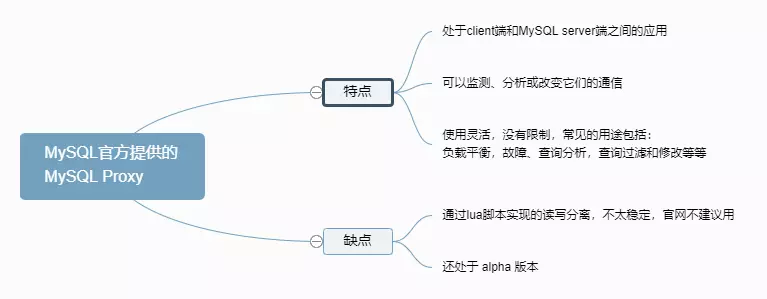 MySQL官方提供的
MySQL Proxy
特点
处于client端和MySQL server端之间的应用
可以监测、分析或改变它们的通信
使用灵活，没有限制，常见的用途包括：
负载平衡，故障、查询分析，查询过滤和修改等等
缺点
通过lua脚本实现的读写分离，不太稳定，官网不建议用
还处于 alpha 版本